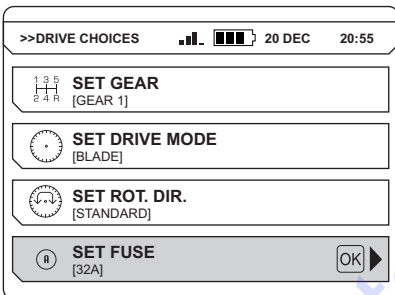 >>DRIVE CHOICES 20 DEC 20:55
1 3 5
2 4 R
SET GEAR
[GEAR 1]
SET DRIVE MODE
[BLADE]
SET ROT. DIR.
[STANDARD]
A
SET FUSE
[32A]
OK